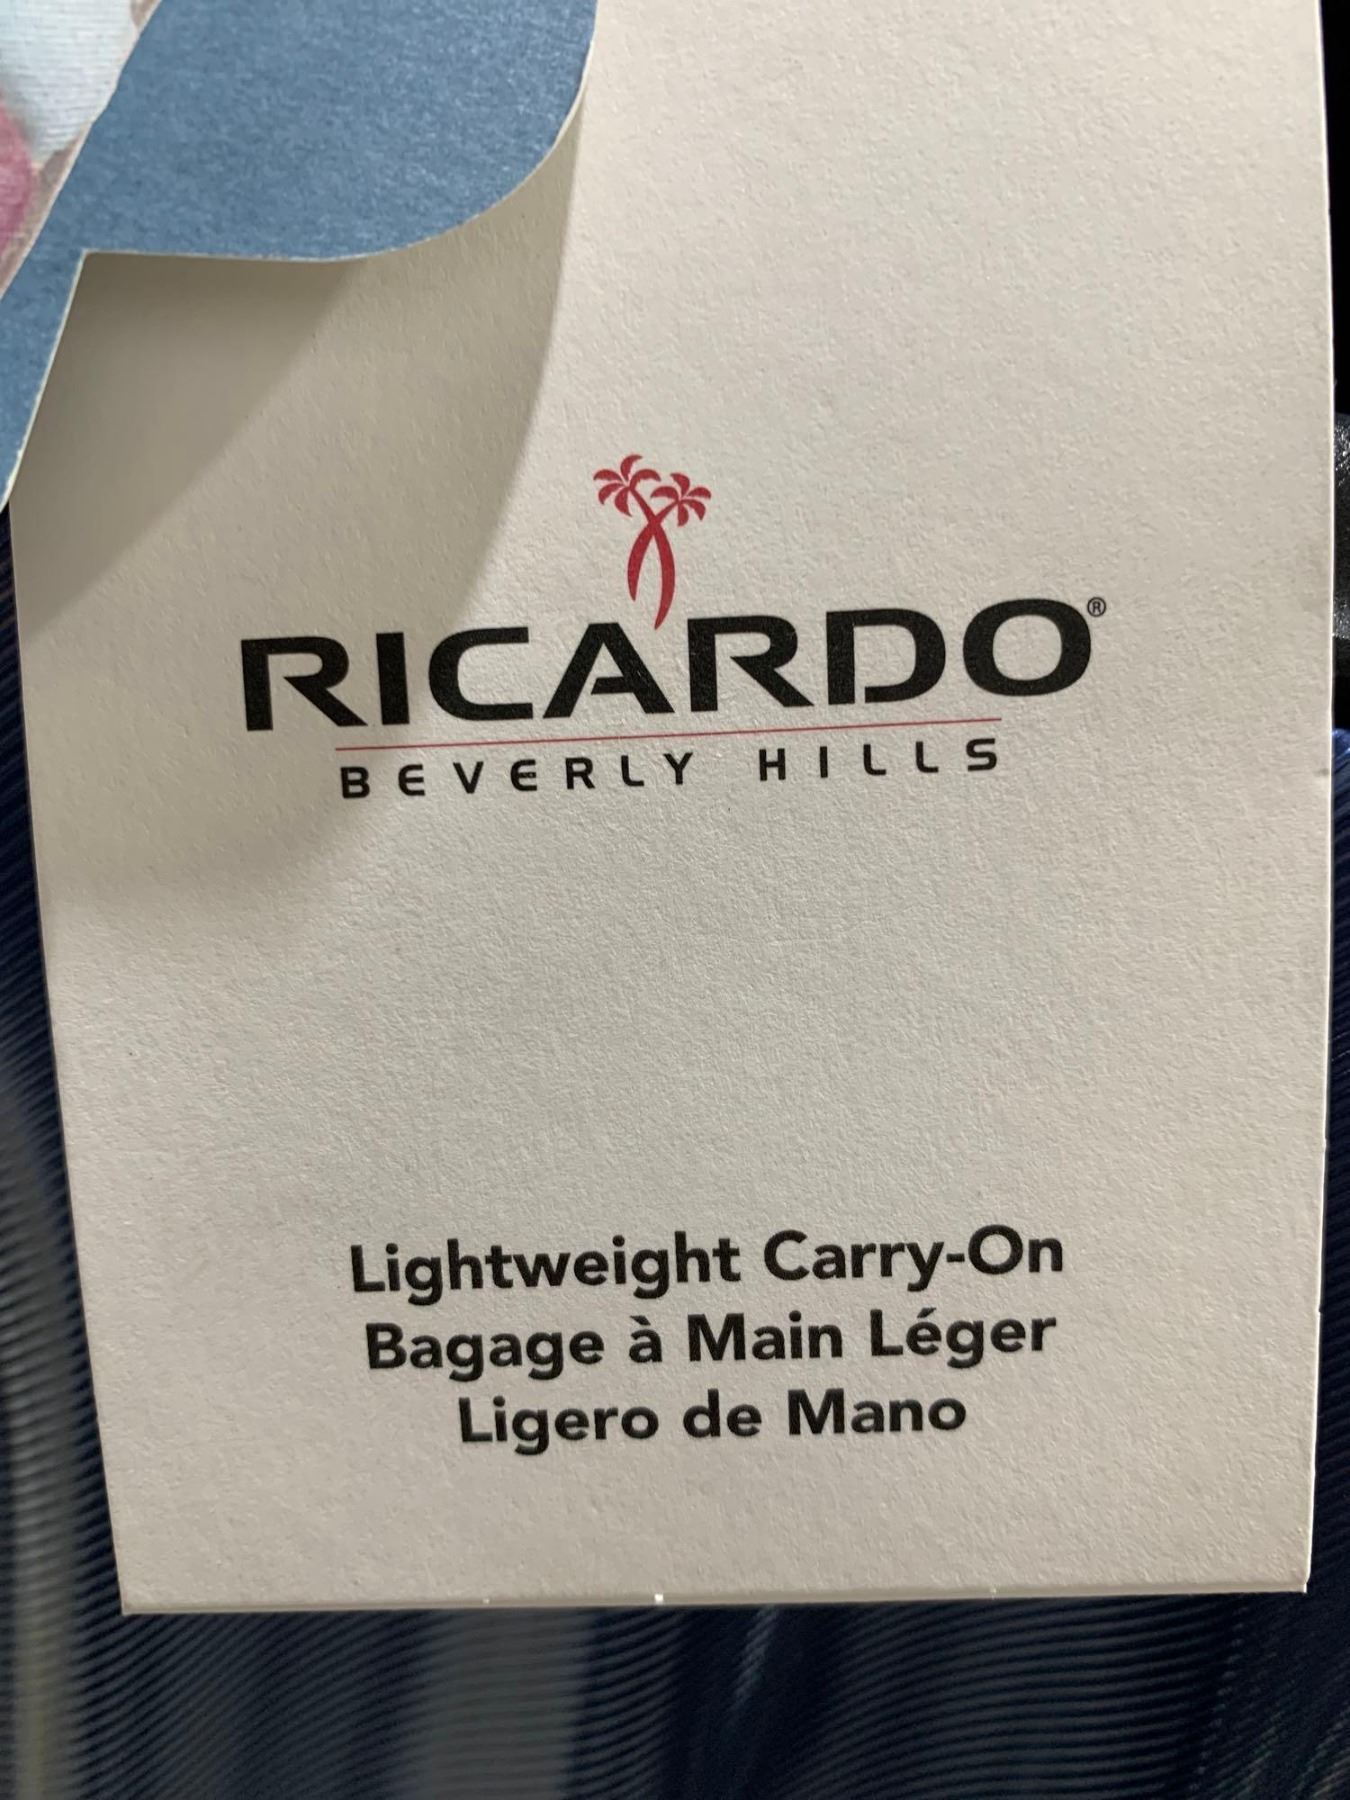 RICARDO®
BEVERLY HILLS
Lightweight Carry-On
Bagage à Main Léger
Ligero de Mano